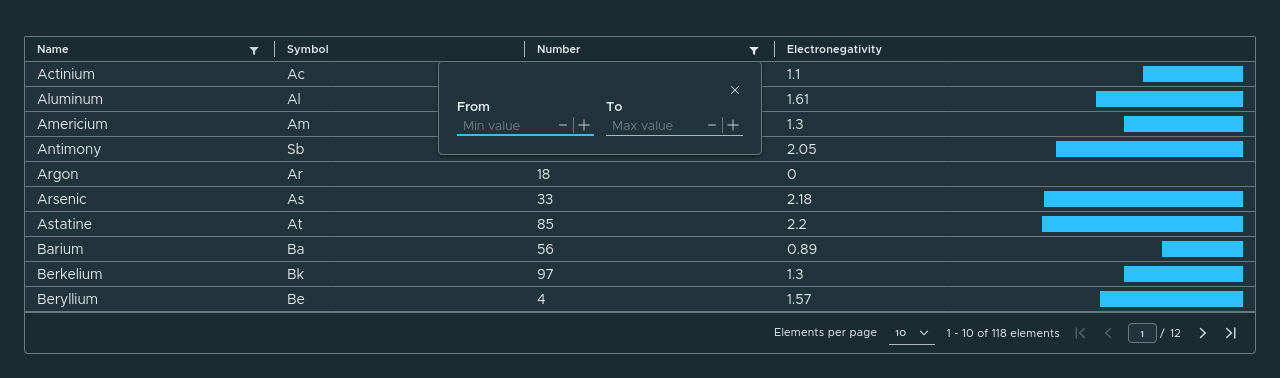 Name Symbol Number Electronegativity
Actinium Ac 1.1
Aluminum Al 1.61
From To
Americium Am Min value Max value 1.3
Antimony Sb 2.05
Argon Ar 18 0
Arsenic As 33 2.18
Astatine At 85 2.2
Barium Ba 56 0.89
Berkelium Bk 97 1.3
Beryllium Be 4 1.57
Elements per page 10 1 - 10 of 118 elements 1 / 12